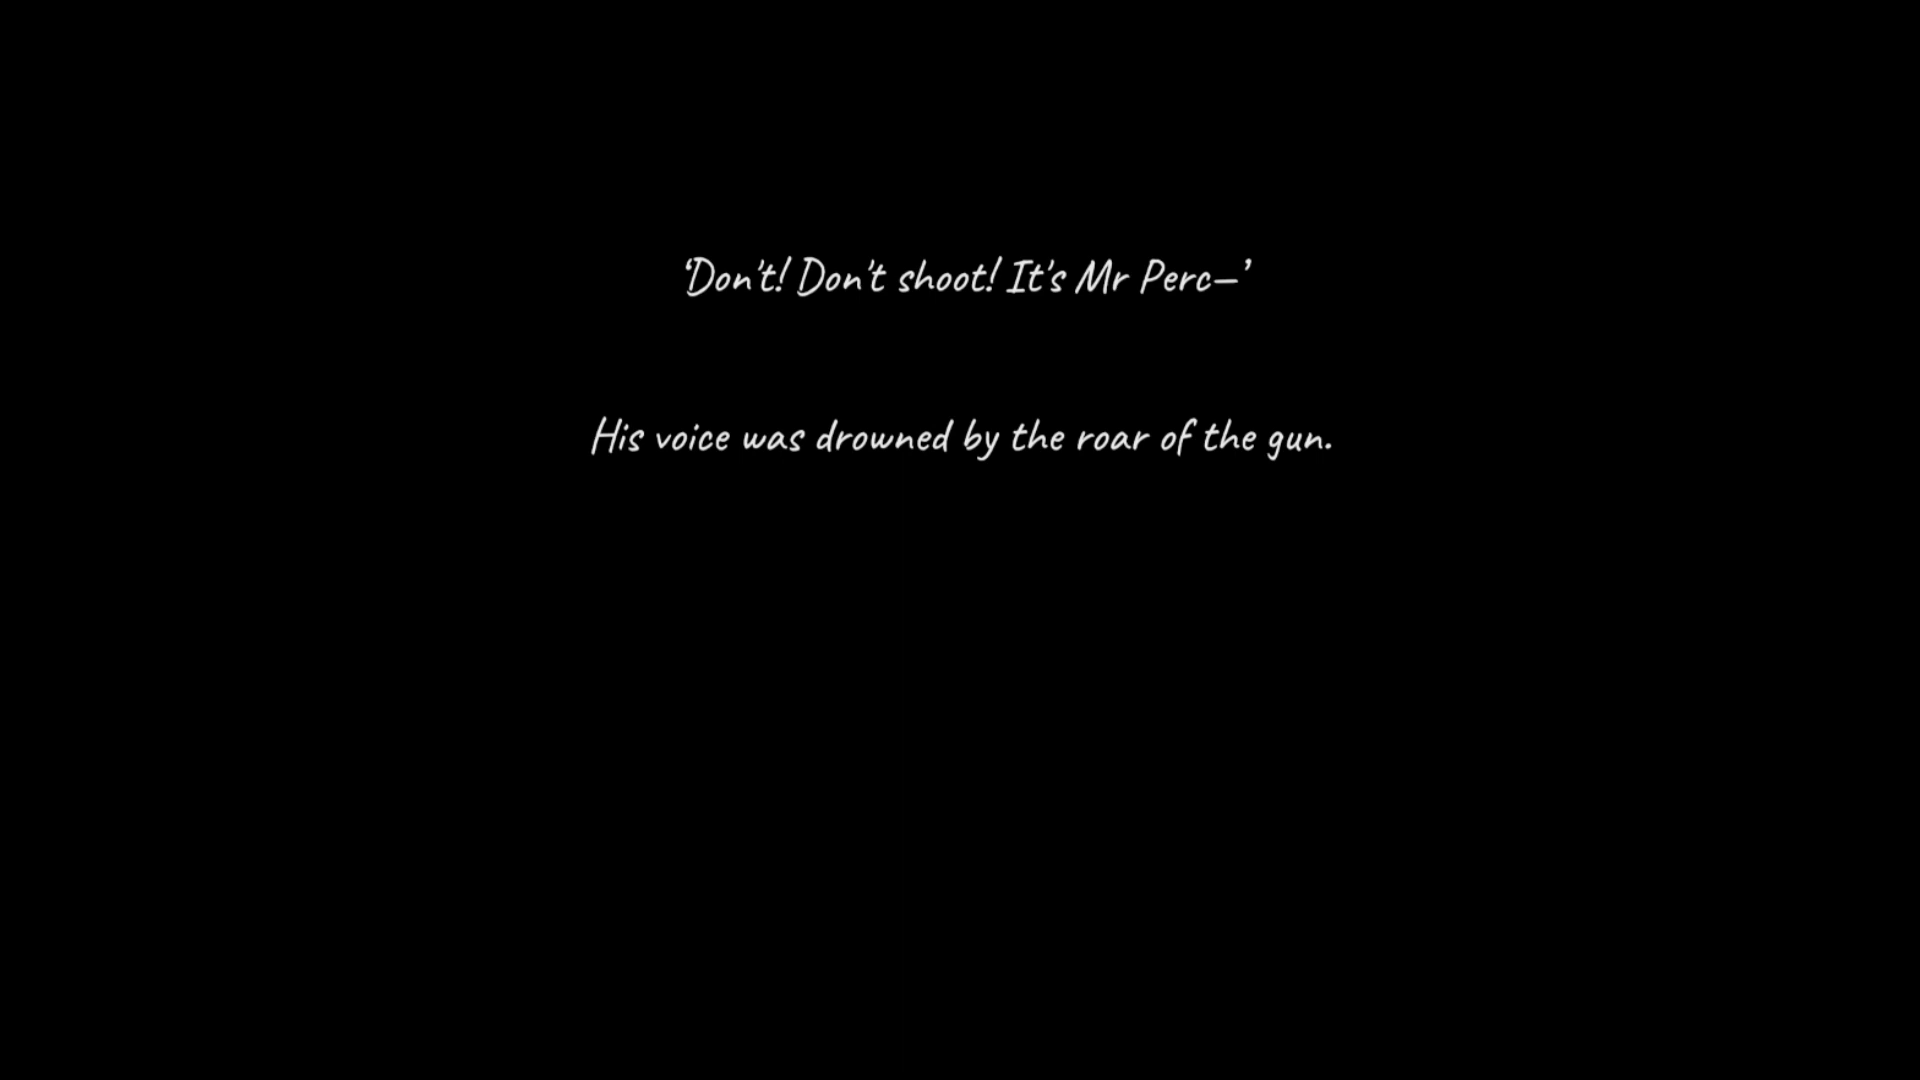 ‘Don't! Don't shoot! It's Mr Perc–’
His voice was drowned by the roar of the gun.